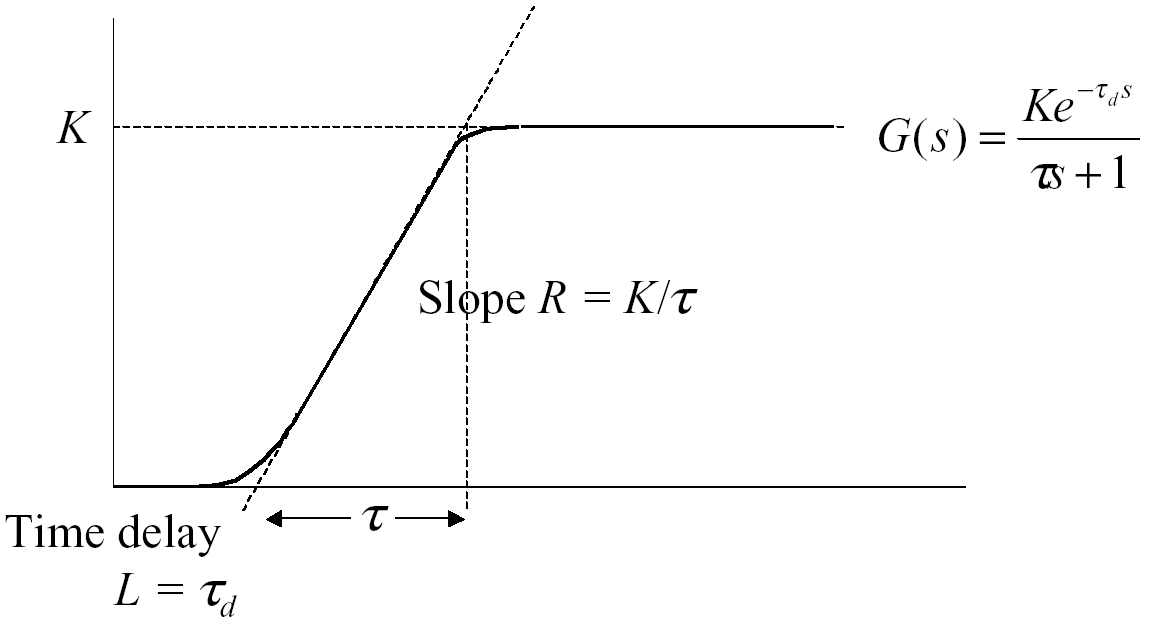 K
G(s) = Ke^{-τ_d s} / τs + 1
Slope R = K/τ
τ
Time delay
L = τ_d